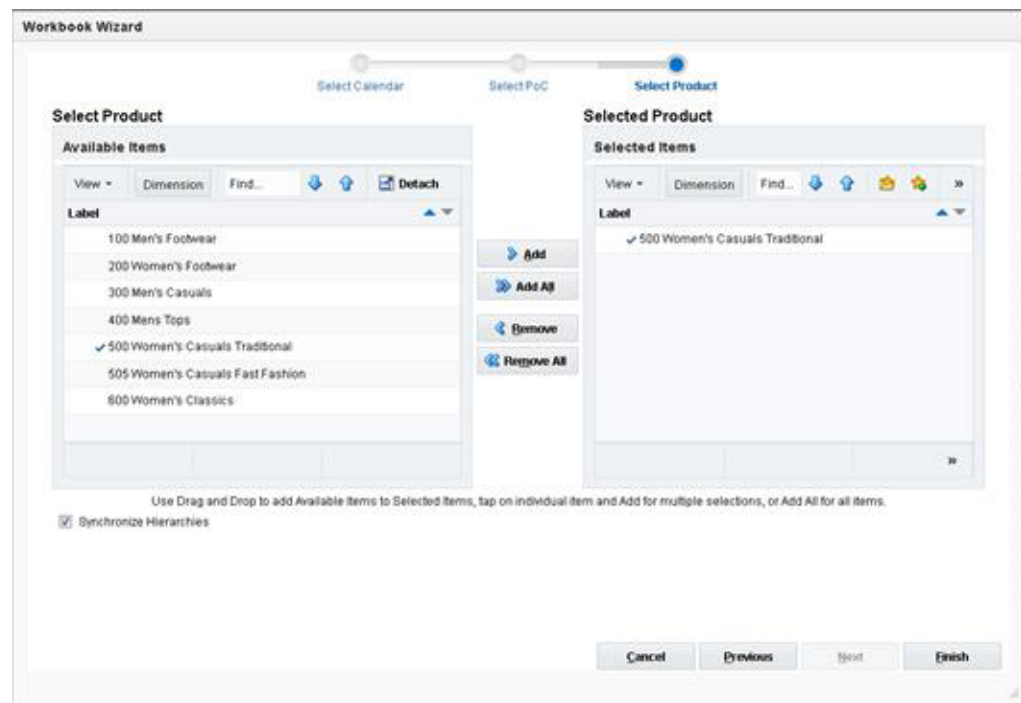 Workbook Wizard
Select Calendar
Select PoC
Select Product
Select Product
Available Items
View
Dimension
Find...
Detach
Label
100 Men's Footwear
200 Women's Footwear
300 Men's Casuals
400 Mens Tops
500 Women's Casuals Traditional
505 Women's Casuals Fast Fashion
600 Women's Classics
Add
Add All
Remove
Remove All
Selected Product
Selected Items
View
Dimension
Find...
»
Label
500 Women's Casuals Traditional
»
Use Drag and Drop to add Available Items to Selected Items, tap on individual item and Add for multiple selections, or Add All for all items.
Synchronize Hierarchies
Cancel
Previous
Next
Finish